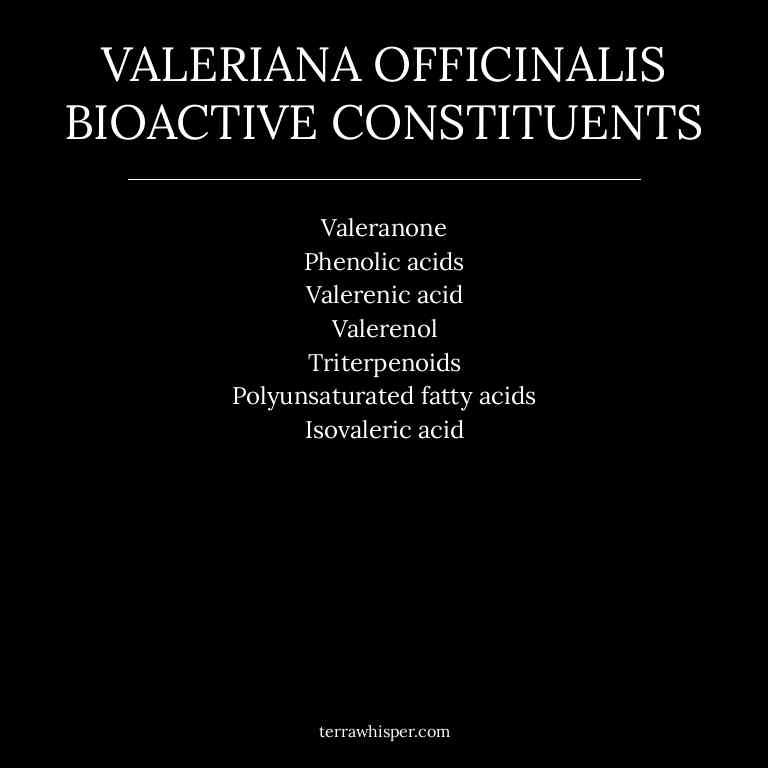 VALERIANA OFFICINALIS
BIOACTIVE CONSTITUENTS
Valeranone
Phenolic acids
Valerenic acid
Valerenol
Triterpenoids
Polyunsaturated fatty acids
Isovaleric acid
terrawhisper.com